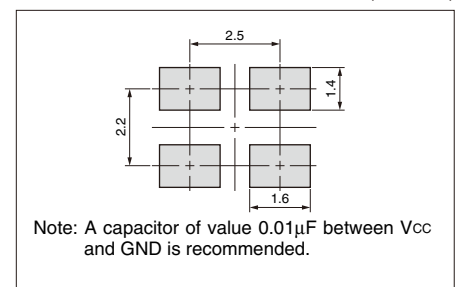 2.5
1.4
2.2
1.6
Note: A capacitor of value 0.01μF between Vcc
and GND is recommended.